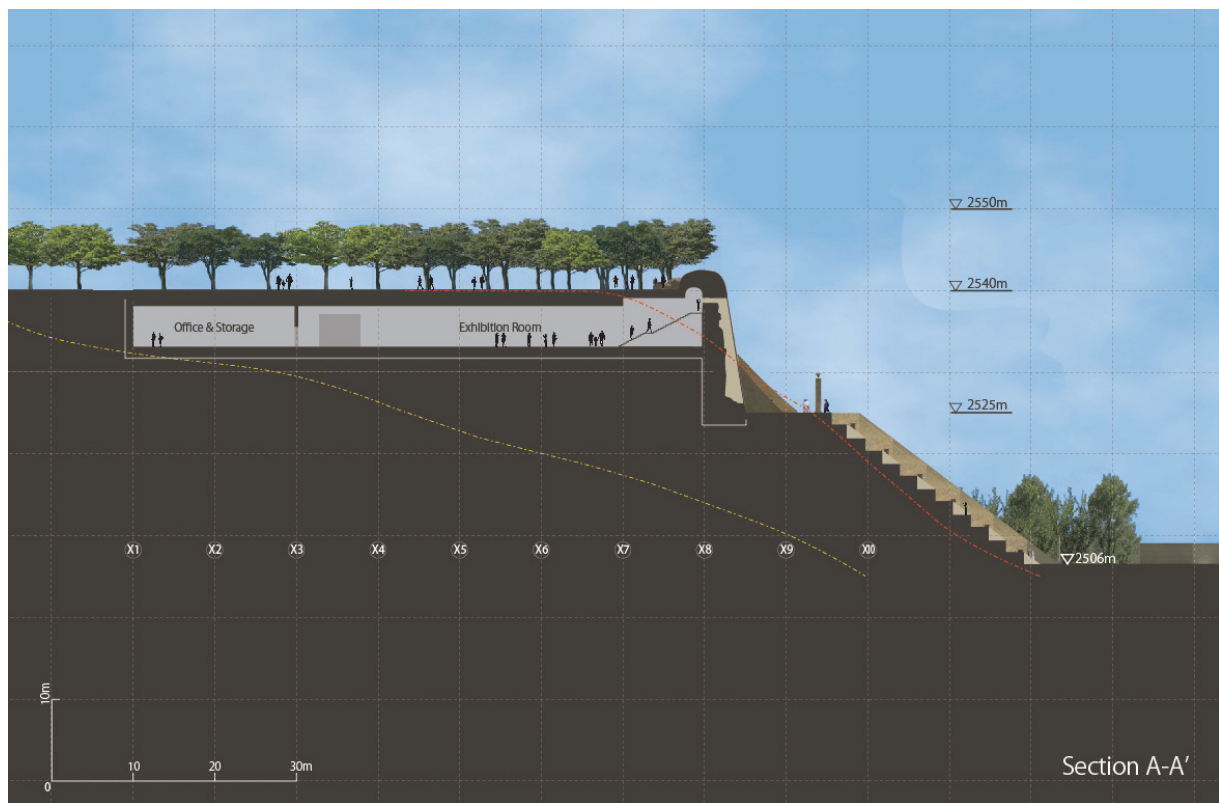 2550m
2540m
Office & Storage
Exhibition Room
2525m
X1 X2 X3 X4 X5 X6 X7 X8 X9 X10
2506m
10m
0
10 20 30m
Section A-A'